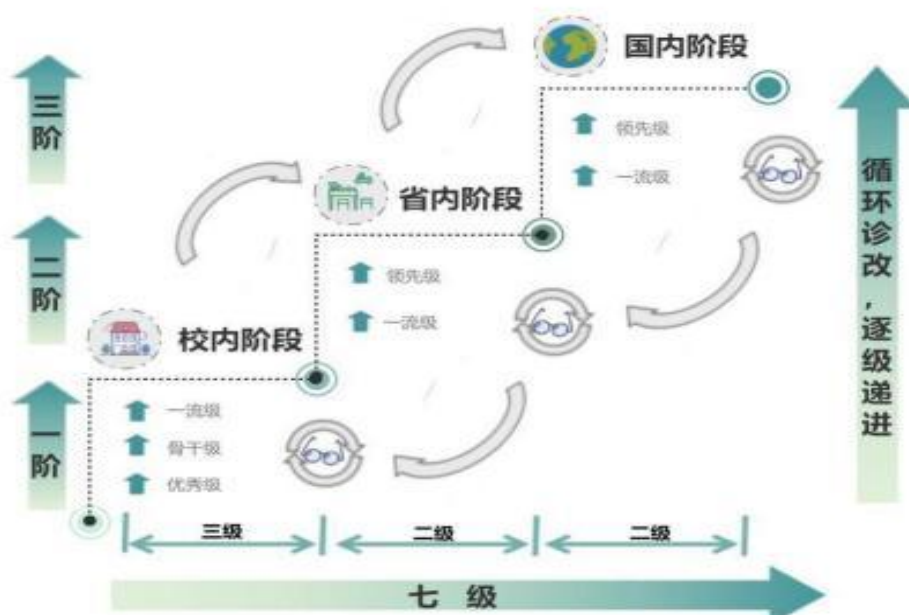 国内阶段
领先级
一流级
省内阶段
领先级
一流级
校内阶段
一流级
骨干级
优秀级
三阶
二阶
一阶
循环诊改，逐级递进
三级
二级
二级
七 级